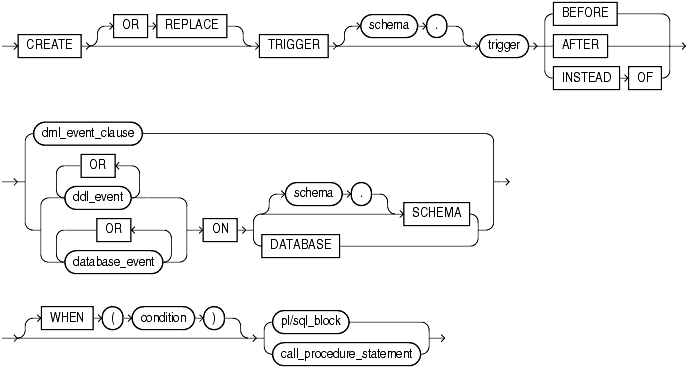 OR REPLACE schema . BEFORE
CREATE TRIGGER trigger AFTER
INSTEAD OF
dml_event_clause
OR
ddl_event schema .
SCHEMA
OR ON
DATABASE
database_event
WHEN ( condition ) pl/sql_block
call_procedure_statement